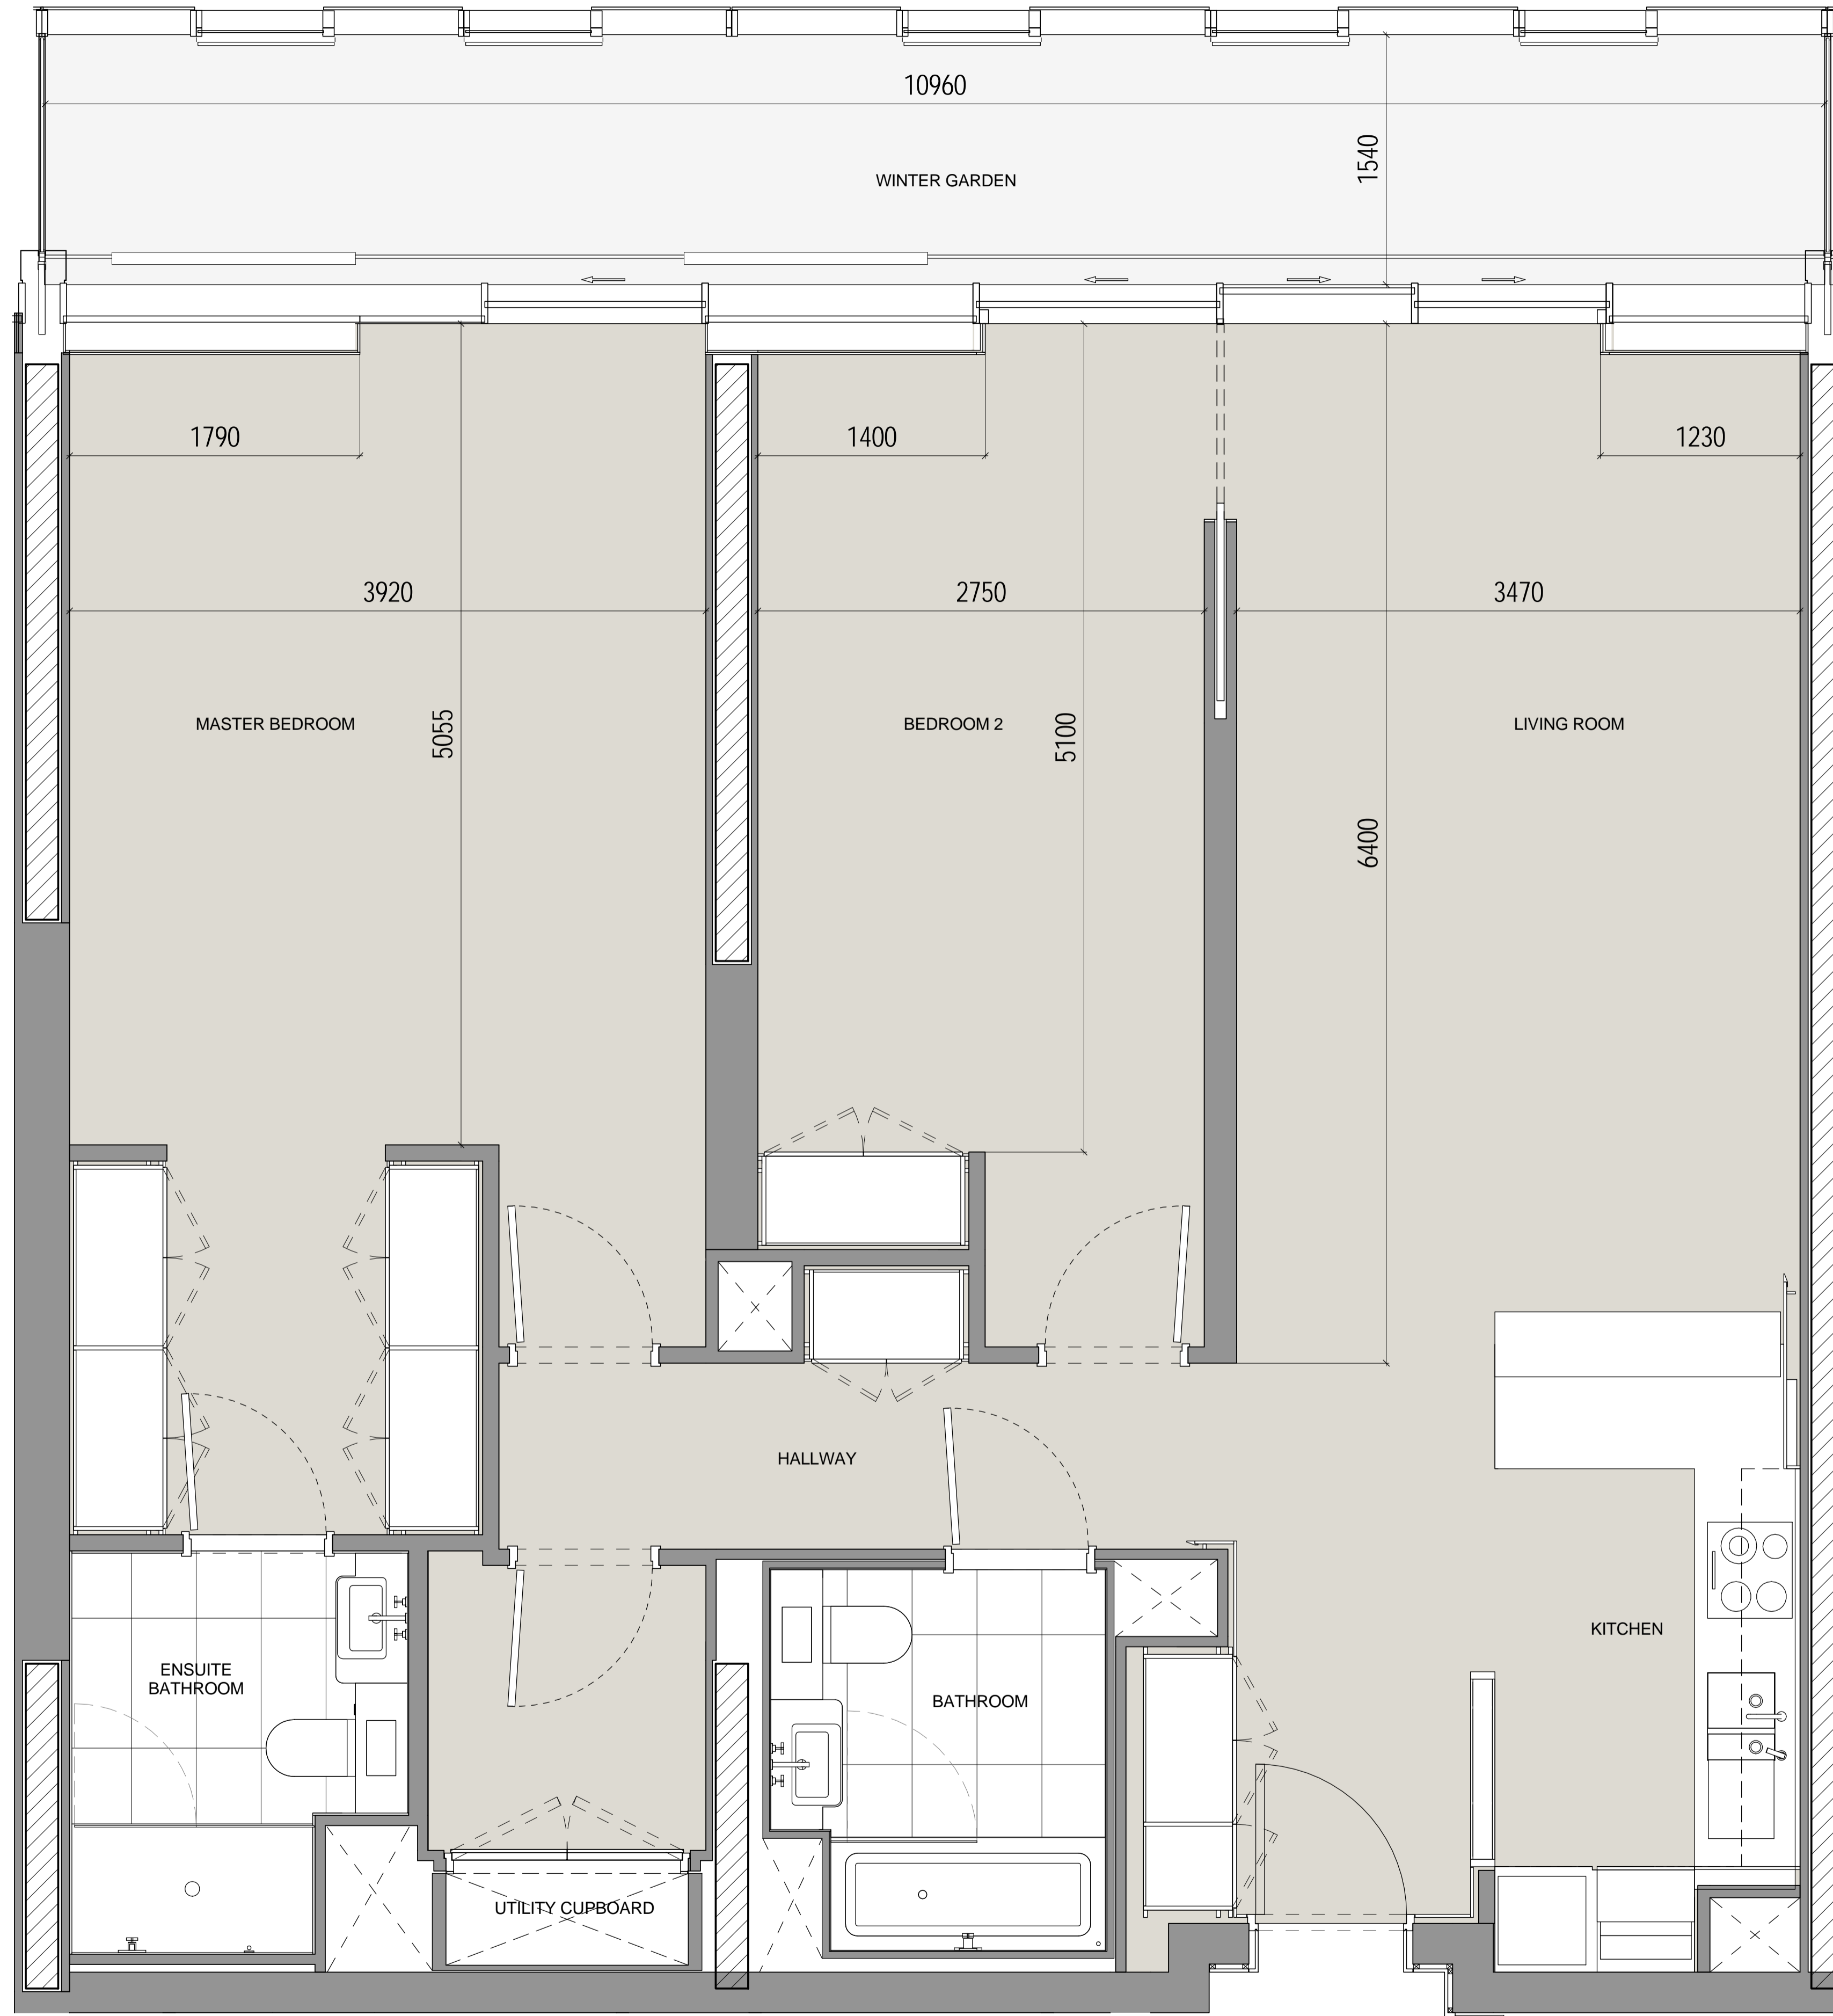 10960
1540
WINTER GARDEN
1790
1400
1230
3920
2750
3470
MASTER BEDROOM
5055
BEDROOM 2
5100
LIVING ROOM
6400
HALLWAY
KITCHEN
ENSUITE
BATHROOM
BATHROOM
UTILITY CUPBOARD